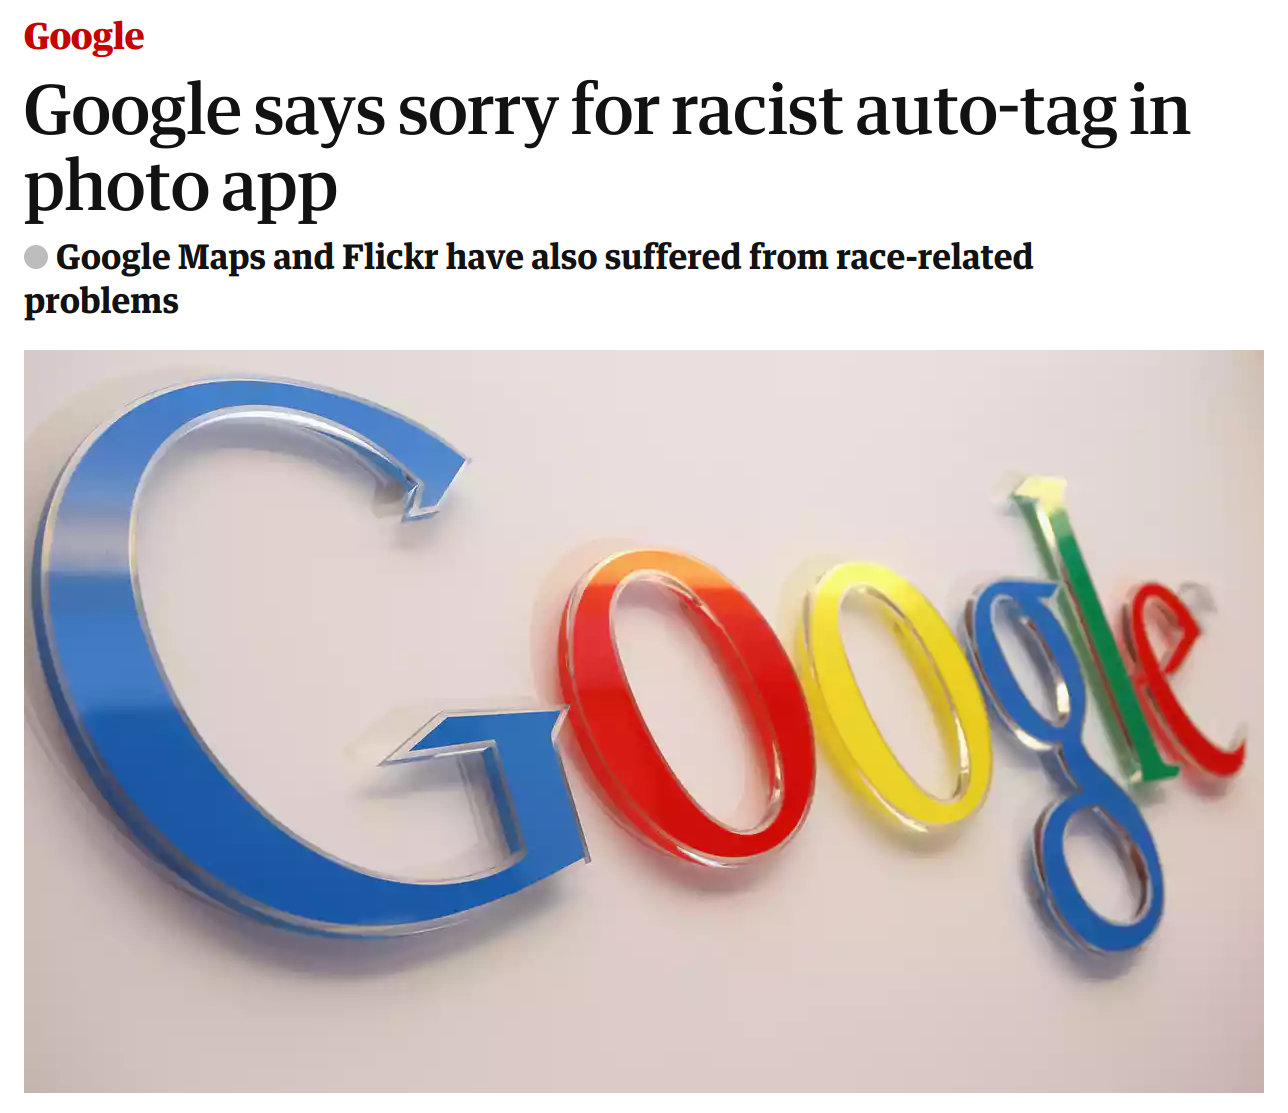 Google
Google says sorry for racist auto-tag in
photo app
Google Maps and Flickr have also suffered from race-related
problems
Google